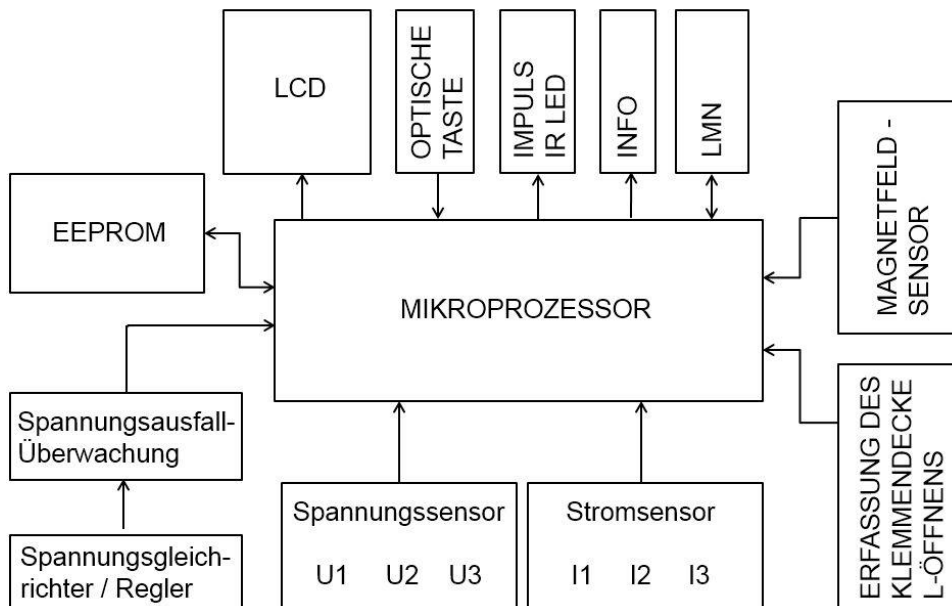 LCD
OPTISCHE
TASTE
IMPULS
IR LED
INFO
LMN
MAGNETFELD -
SENSOR
EEPROM
MIKROPROZESSOR
Spannungsausfall-
Überwachung
ERFASSUNG DES
KLEMMENDECKE
L-ÖFFNENS
Spannungssensor
U1 U2 U3
Stromsensor
I1 I2 I3
Spannungsgleich-
richter / Regler